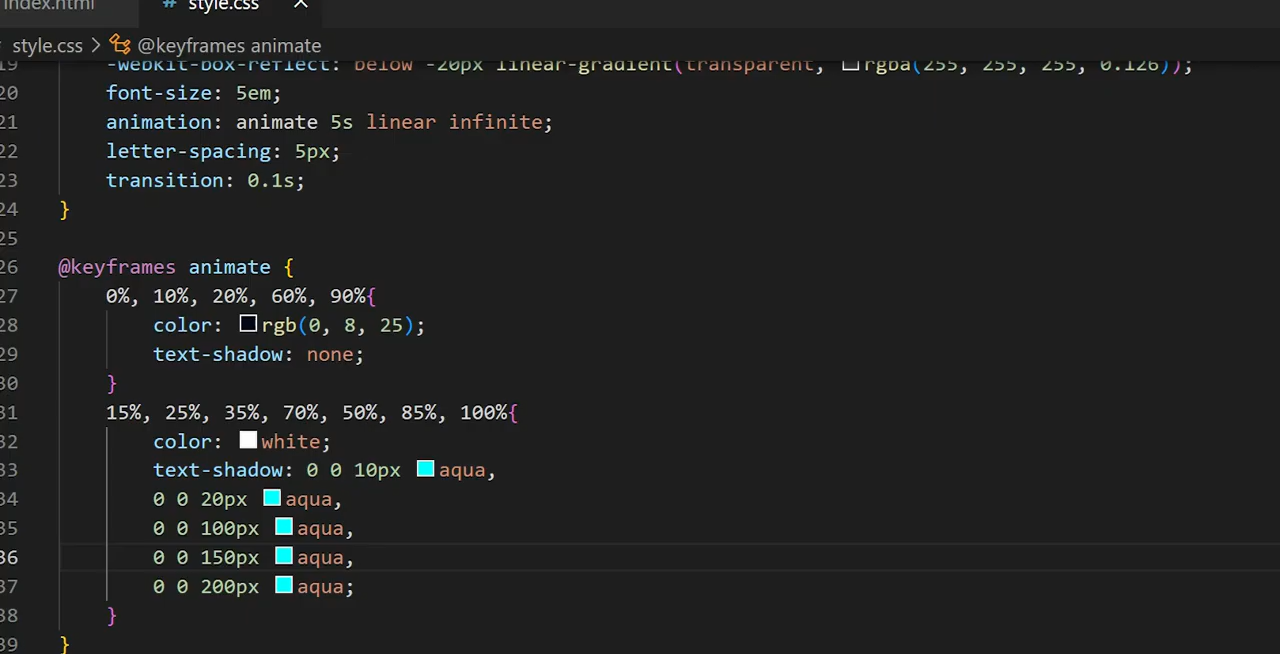 index.html # style.css ×
style.css > @keyframes animate
19 -webkit-box-reflect: below -20px linear-gradient(transparent, rgba(255, 255, 255, 0.126));
20 font-size: 5em;
21 animation: animate 5s linear infinite;
22 letter-spacing: 5px;
23 transition: 0.1s;
24 }
25
26 @keyframes animate {
27 0%, 10%, 20%, 60%, 90%{
28 color: rgb(0, 8, 25);
29 text-shadow: none;
30 }
31 15%, 25%, 35%, 70%, 50%, 85%, 100%{
32 color: white;
33 text-shadow: 0 0 10px aqua,
34 0 0 20px aqua,
35 0 0 100px aqua,
36 0 0 150px aqua,
37 0 0 200px aqua;
38 }
39 }